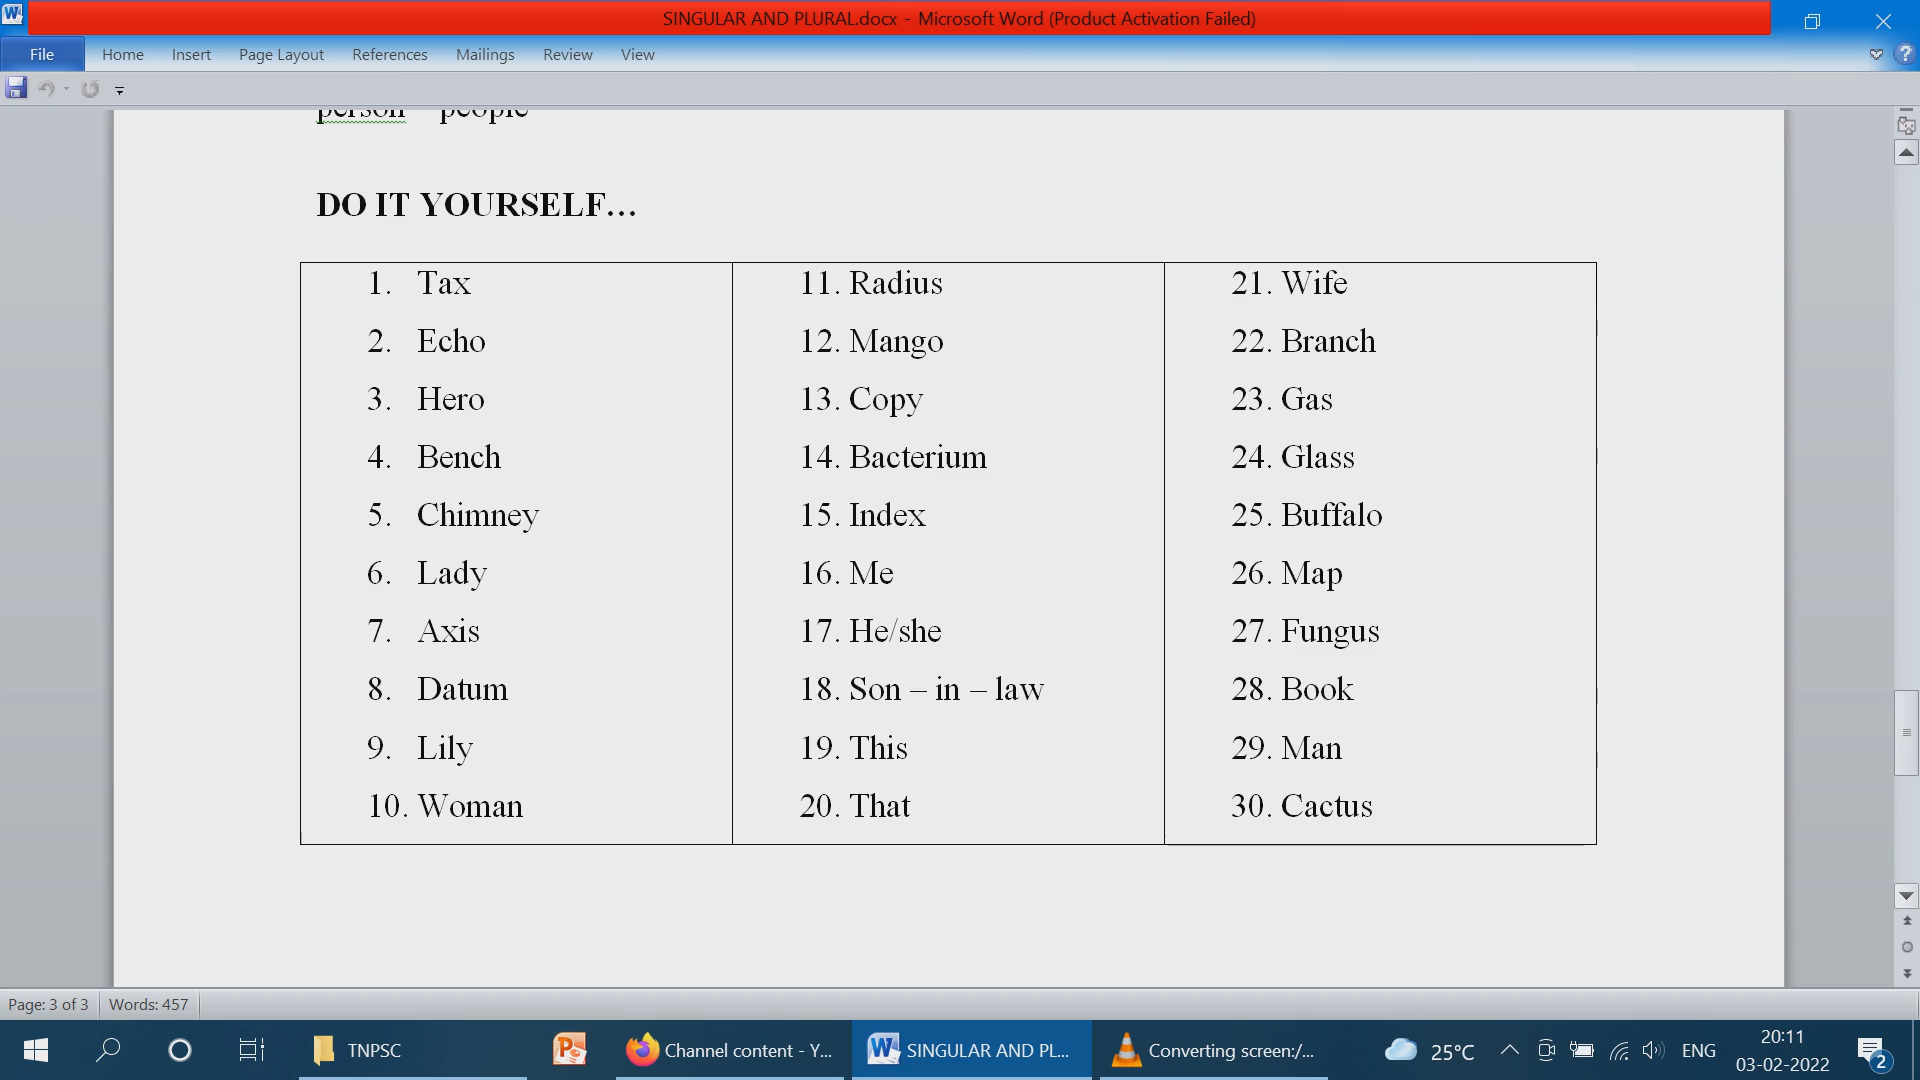 SINGULAR AND PLURAL.docx - Microsoft Word (Product Activation Failed)
File Home Insert Page Layout References Mailings Review View
person – people
DO IT YOURSELF…
1. Tax
2. Echo
3. Hero
4. Bench
5. Chimney
6. Lady
7. Axis
8. Datum
9. Lily
10. Woman
11. Radius
12. Mango
13. Copy
14. Bacterium
15. Index
16. Me
17. He/she
18. Son – in – law
19. This
20. That
21. Wife
22. Branch
23. Gas
24. Glass
25. Buffalo
26. Map
27. Fungus
28. Book
29. Man
30. Cactus
Page: 3 of 3 Words: 457
TNPSC Channel content - Y... SINGULAR AND PL... Converting screen:/... 25°C ENG 20:11
03-02-2022 2